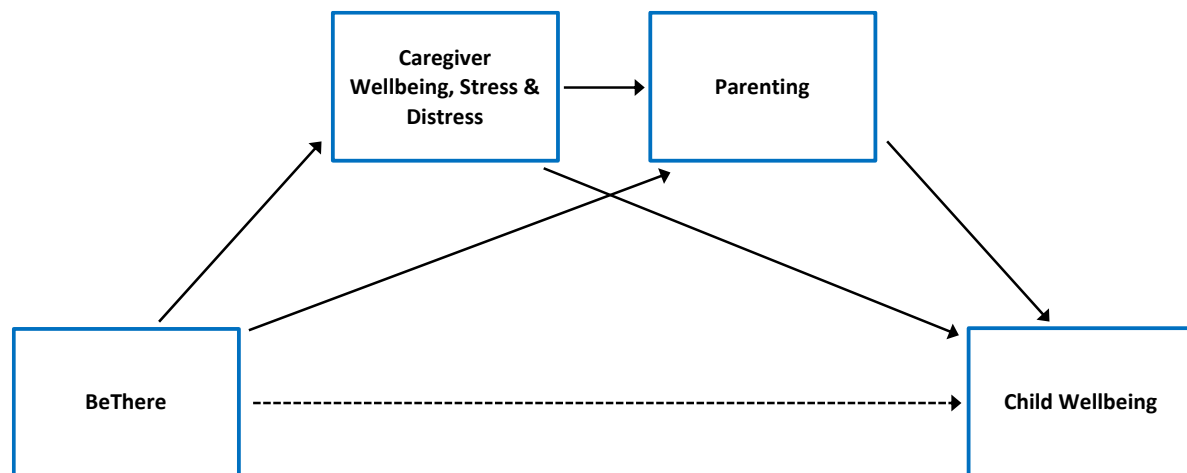 Caregiver
Wellbeing, Stress &
Distress
Parenting
BeThere
Child Wellbeing